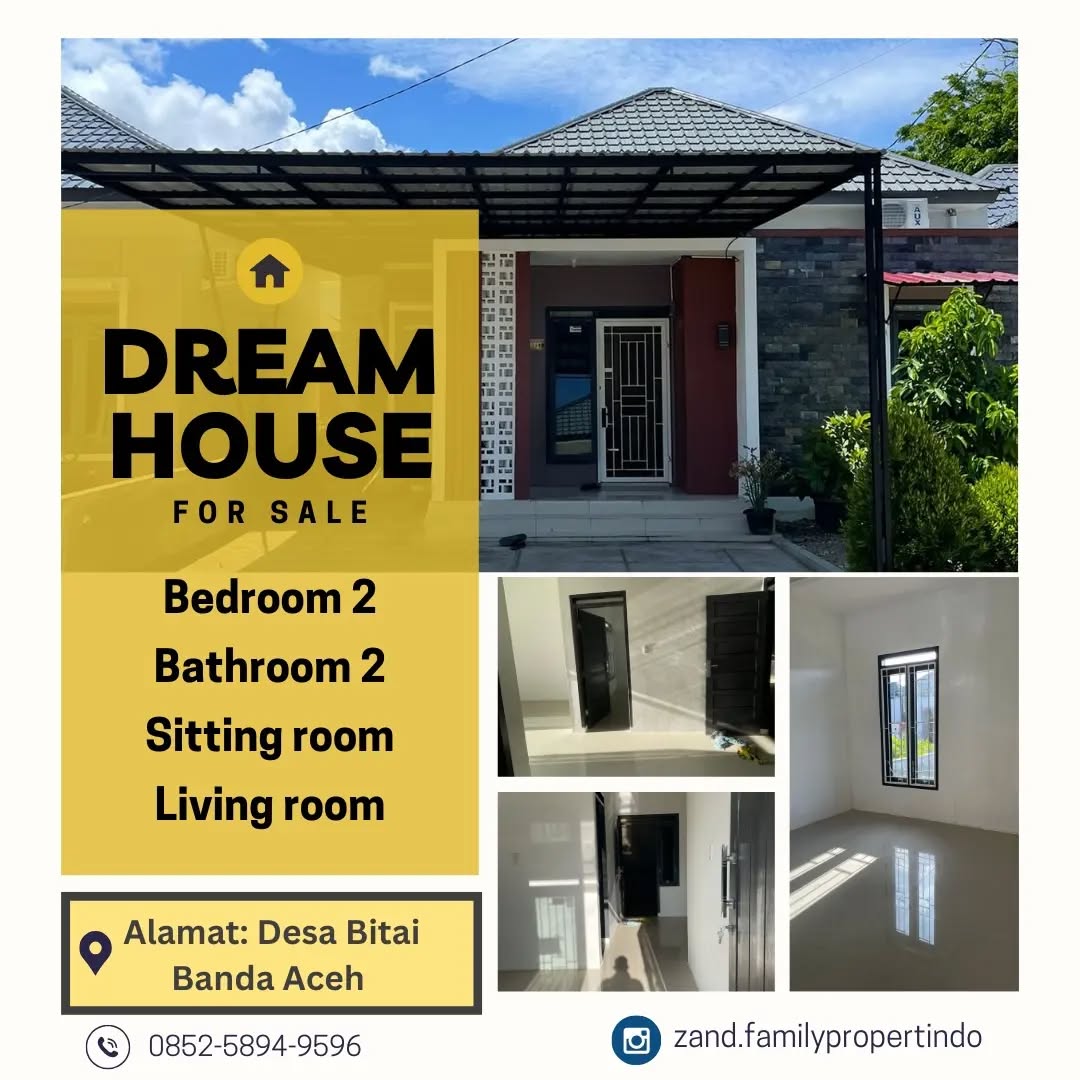 DREAM
HOUSE
FOR SALE
Bedroom 2
Bathroom 2
Sitting room
Living room
Alamat: Desa Bitai
Banda Aceh
0852-5894-9596
zand.familypropertindo
AUX